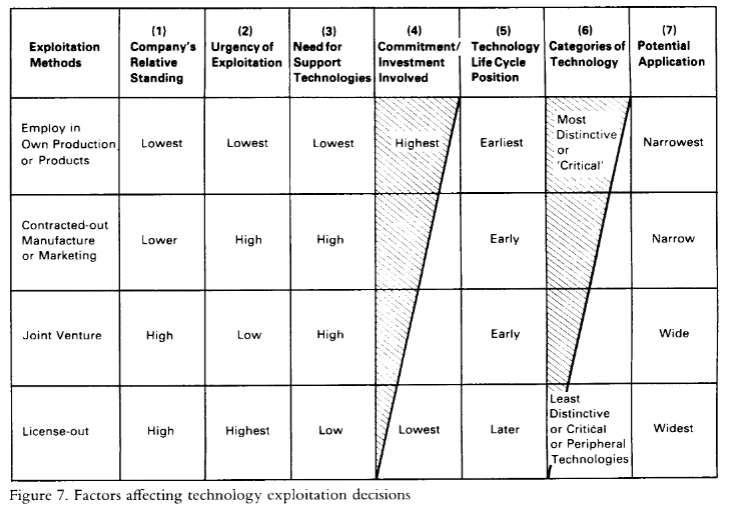 Exploitation
Methods
(1)
Company's
Relative
Standing
(2)
Urgency of
Exploitation
(3)
Need for
Support
Technologies
(4)
Commitment/
Investment
Involved
(5)
Technology
Life Cycle
Position
(6)
Categories of
Technology
(7)
Potential
Application
Employ in
Own Production
or Products
Lowest
Lowest
Lowest
Highest
Earliest
Most
Distinctive
or
'Critical'
Narrowest
Contracted-out
Manufacture
or Marketing
Lower
High
High
Early
Narrow
Joint Venture
High
Low
High
Early
Wide
License-out
High
Highest
Low
Lowest
Later
Least
Distinctive
or Critical
or Peripheral
Technologies
Widest
Figure 7. Factors affecting technology exploitation decisions